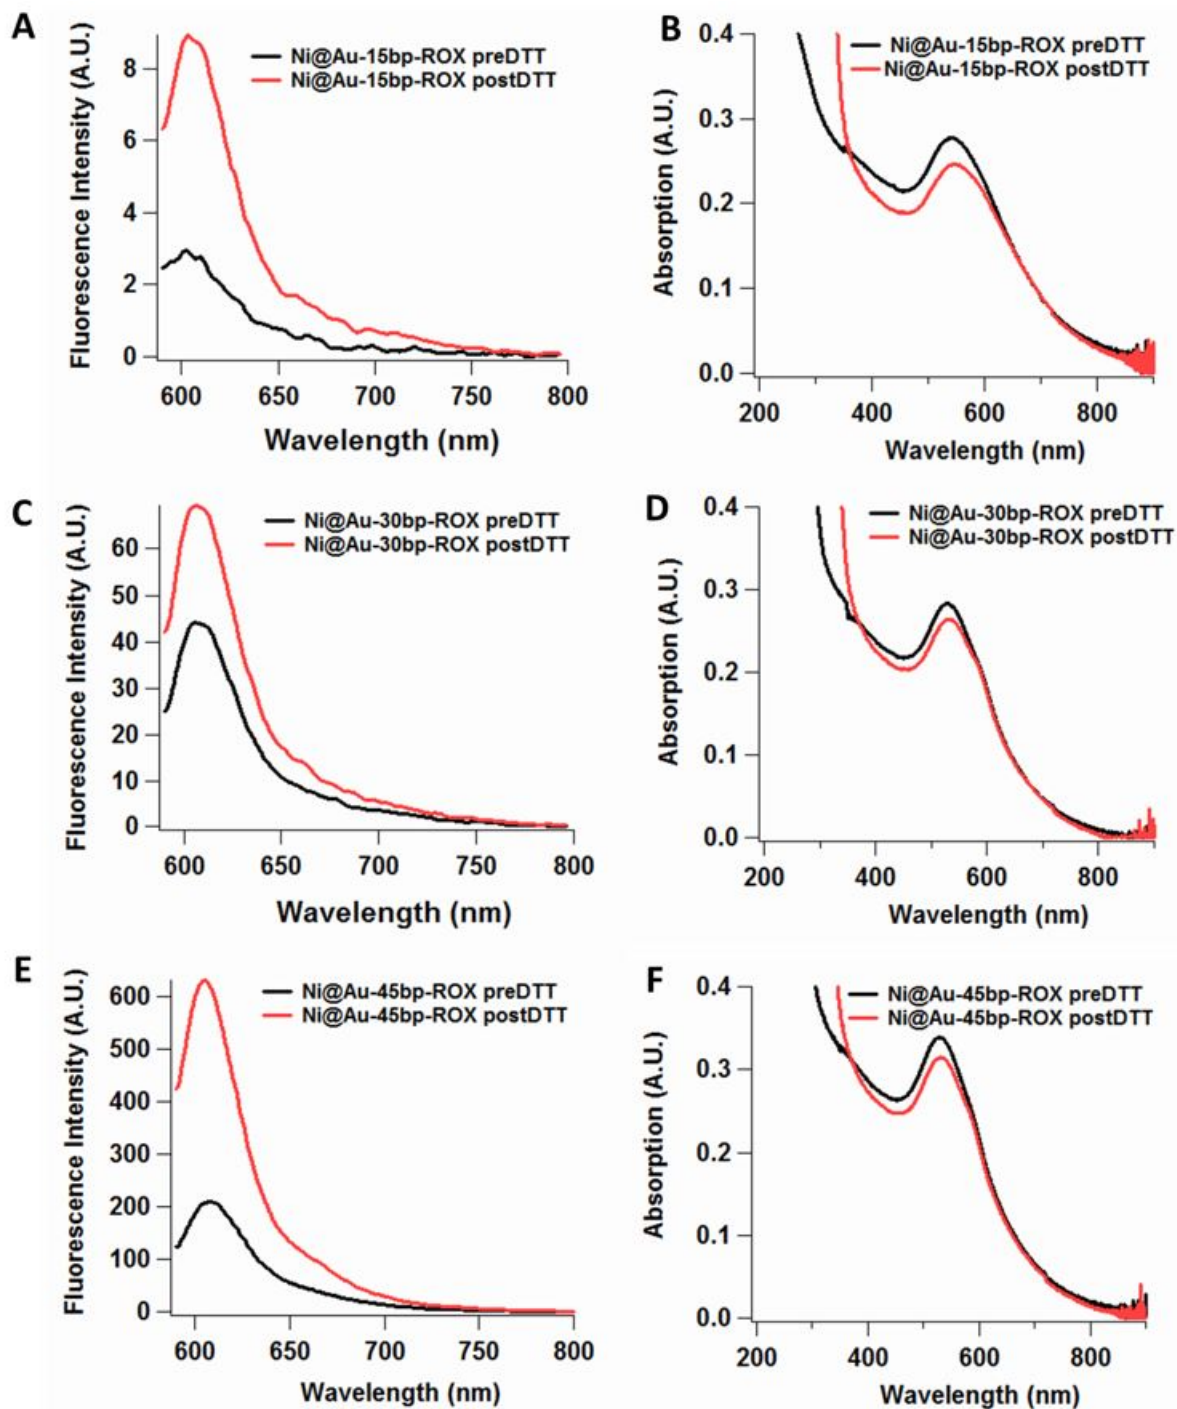 A
Fluorescence Intensity (A.U.)
8
6
4
2
0
Ni@Au-15bp-ROX preDTT
Ni@Au-15bp-ROX postDTT
600 650 700 750 800
Wavelength (nm)
B
Absorption (A.U.)
0.4
0.3
0.2
0.1
0.0
Ni@Au-15bp-ROX preDTT
Ni@Au-15bp-ROX postDTT
200 400 600 800
Wavelength (nm)
C
Fluorescence Intensity (A.U.)
60
50
40
30
20
10
0
Ni@Au-30bp-ROX preDTT
Ni@Au-30bp-ROX postDTT
600 650 700 750 800
Wavelength (nm)
D
Absorption (A.U.)
0.4
0.3
0.2
0.1
0.0
Ni@Au-30bp-ROX preDTT
Ni@Au-30bp-ROX postDTT
200 400 600 800
Wavelength (nm)
E
Fluorescence Intensity (A.U.)
600
500
400
300
200
100
0
Ni@Au-45bp-ROX preDTT
Ni@Au-45bp-ROX postDTT
600 650 700 750 800
Wavelength (nm)
F
Absorption (A.U.)
0.4
0.3
0.2
0.1
0.0
Ni@Au-45bp-ROX preDTT
Ni@Au-45bp-ROX postDTT
200 400 600 800
Wavelength (nm)